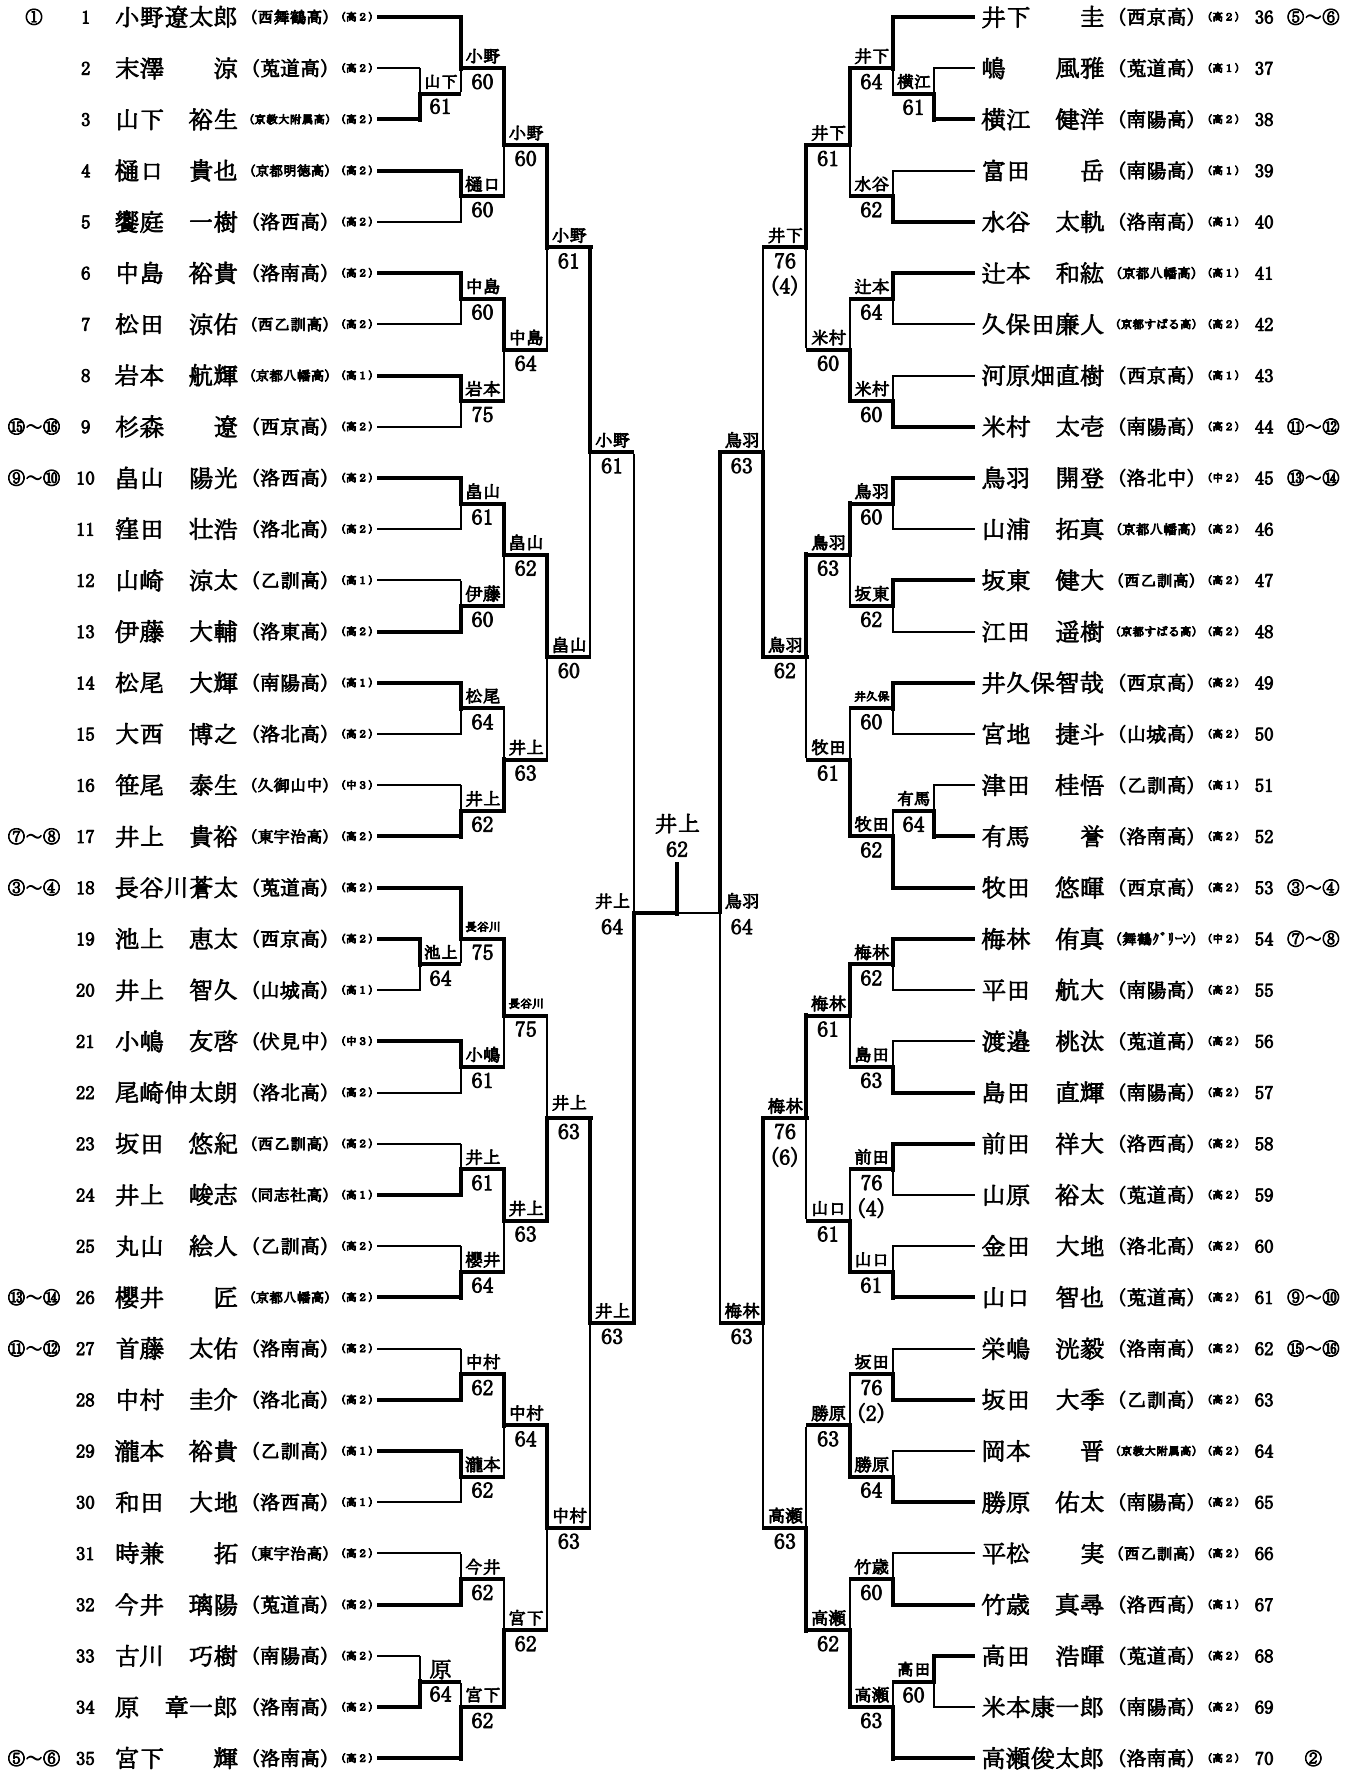 ① 1 小野遼太郎 (西舞鶴高) (高2)
2 末澤 涼 (莵道高) (高2)
3 山下 裕生 (京教大附属高) (高2)
4 樋口 貴也 (京都明徳高) (高2)
5 饗庭 一樹 (洛西高) (高2)
6 中島 裕貴 (洛南高) (高2)
7 松田 涼佑 (西乙訓高) (高2)
8 岩本 航輝 (京都八幡高) (高1)
⑮～⑯ 9 杉森 遼 (西京高) (高2)
⑨～⑩ 10 畠山 陽光 (洛西高) (高2)
11 窪田 壮浩 (洛北高) (高2)
12 山崎 涼太 (乙訓高) (高1)
13 伊藤 大輔 (洛東高) (高2)
14 松尾 大輝 (南陽高) (高1)
15 大西 博之 (洛北高) (高2)
16 笹尾 泰生 (久御山中) (中3)
⑦～⑧ 17 井上 貴裕 (東宇治高) (高2)
③～④ 18 長谷川蒼太 (莵道高) (高2)
19 池上 恵太 (西京高) (高2)
20 井上 智久 (山城高) (高1)
21 小嶋 友啓 (伏見中) (中3)
22 尾崎伸太朗 (洛北高) (高2)
23 坂田 悠紀 (西乙訓高) (高2)
24 井上 峻志 (同志社高) (高1)
25 丸山 絵人 (乙訓高) (高2)
⑬～⑭ 26 櫻井 匠 (京都八幡高) (高2)
⑪～⑫ 27 首藤 太佑 (洛南高) (高2)
28 中村 圭介 (洛北高) (高2)
29 瀧本 裕貴 (乙訓高) (高1)
30 和田 大地 (洛西高) (高1)
31 時兼 拓 (東宇治高) (高2)
32 今井 璃陽 (莵道高) (高2)
33 古川 巧樹 (南陽高) (高2)
34 原 章一郎 (洛南高) (高2)
⑤～⑥ 35 宮下 輝 (洛南高) (高2)
山下
61
池上
64
原
64
小野
60
樋口
60
中島
60
岩本
75
畠山
61
伊藤
60
松尾
64
井上
62
長谷川
75
小嶋
61
井上
61
櫻井
64
中村
62
瀧本
62
今井
62
宮下
62
小野
60
中島
64
畠山
62
井上
63
長谷川
75
井上
63
中村
64
宮下
62
小野
61
畠山
60
井上
63
中村
63
小野
61
井上
63
井上
64
井上
62
鳥羽
64
鳥羽
63
梅林
63
井下
76
(4)
鳥羽
62
梅林
76
(6)
高瀬
63
井下
61
米村
60
鳥羽
63
牧田
61
梅林
61
山口
61
勝原
63
高瀬
62
井下
64
水谷
62
辻本
64
米村
60
鳥羽
60
坂東
62
井久保
60
牧田
62
梅林
62
島田
63
前田
76
(4)
山口
61
坂田
76
(2)
勝原
64
竹歳
60
高瀬
63
横江
61
有馬
64
高田
60
井下 圭 (西京高) (高2) 36 ⑤～⑥
嶋 風雅 (莵道高) (高1) 37
横江 健洋 (南陽高) (高2) 38
富田 岳 (南陽高) (高1) 39
水谷 太軌 (洛南高) (高1) 40
辻本 和紘 (京都八幡高) (高1) 41
久保田廉人 (京都すばる高) (高2) 42
河原畑直樹 (西京高) (高1) 43
米村 太壱 (南陽高) (高2) 44 ⑪～⑫
鳥羽 開登 (洛北中) (中2) 45 ⑬～⑭
山浦 拓真 (京都八幡高) (高2) 46
坂東 健大 (西乙訓高) (高2) 47
江田 遥樹 (京都すばる高) (高2) 48
井久保智哉 (西京高) (高2) 49
宮地 捷斗 (山城高) (高2) 50
津田 桂悟 (乙訓高) (高1) 51
有馬 誉 (洛南高) (高2) 52
牧田 悠暉 (西京高) (高2) 53 ③～④
梅林 侑真 (舞鶴グリーン) (中2) 54 ⑦～⑧
平田 航大 (南陽高) (高2) 55
渡邉 桃汰 (莵道高) (高2) 56
島田 直輝 (南陽高) (高2) 57
前田 祥大 (洛西高) (高2) 58
山原 裕太 (莵道高) (高2) 59
金田 大地 (洛北高) (高2) 60
山口 智也 (莵道高) (高2) 61 ⑨～⑩
栄嶋 洸毅 (洛南高) (高2) 62 ⑮～⑯
坂田 大季 (乙訓高) (高2) 63
岡本 晋 (京教大附属高) (高2) 64
勝原 佑太 (南陽高) (高2) 65
平松 実 (西乙訓高) (高2) 66
竹歳 真尋 (洛西高) (高1) 67
高田 浩暉 (莵道高) (高2) 68
米本康一郎 (南陽高) (高2) 69
高瀬俊太郎 (洛南高) (高2) 70 ②